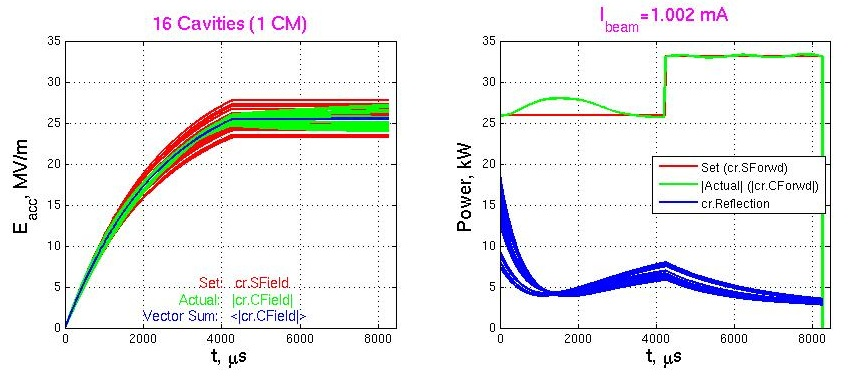 16 Cavities (1 CM)
35
30
25
20
15
10
5
0
E_acc, MV/m
Set: cr.SField
Actual: |cr.CField|
Vector Sum: <|cr.CField|>
0 2000 4000 6000 8000
t, μs
I_beam=1.002 mA
35
30
25
20
15
10
5
0
Power, kW
Set (cr.SForwd)
|Actual| (|cr.CForwd|)
cr.Reflection
0 2000 4000 6000 8000
t, μs